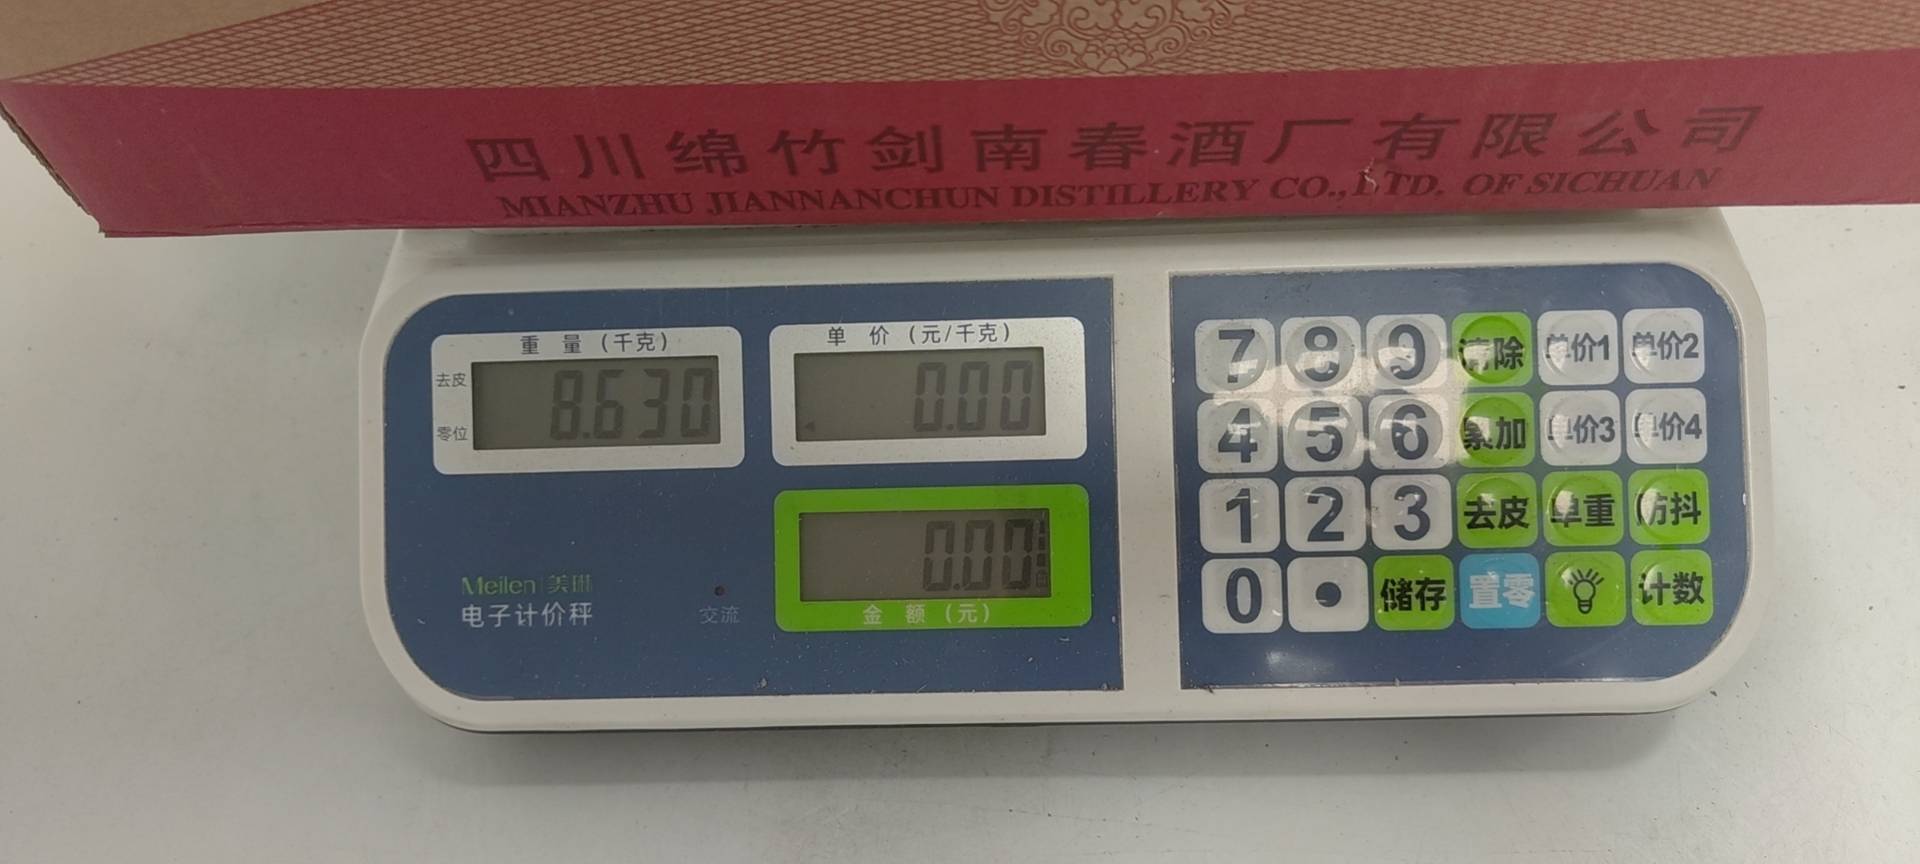 四川绵竹剑南春酒厂有限公司
MIANZHU JIANNANCHUN DISTILLERY CO.,LTD. OF SICHUAN
重量(千克)
去皮
零位
8.630
单价(元/千克)
0.00
0.00
金额(元)
Meilen|美琳
电子计价秤
交流
7 8 9 清除 单价1 单价2
4 5 6 累加 单价3 单价4
1 2 3 去皮 单重 防抖
0 · 储存 置零 计数